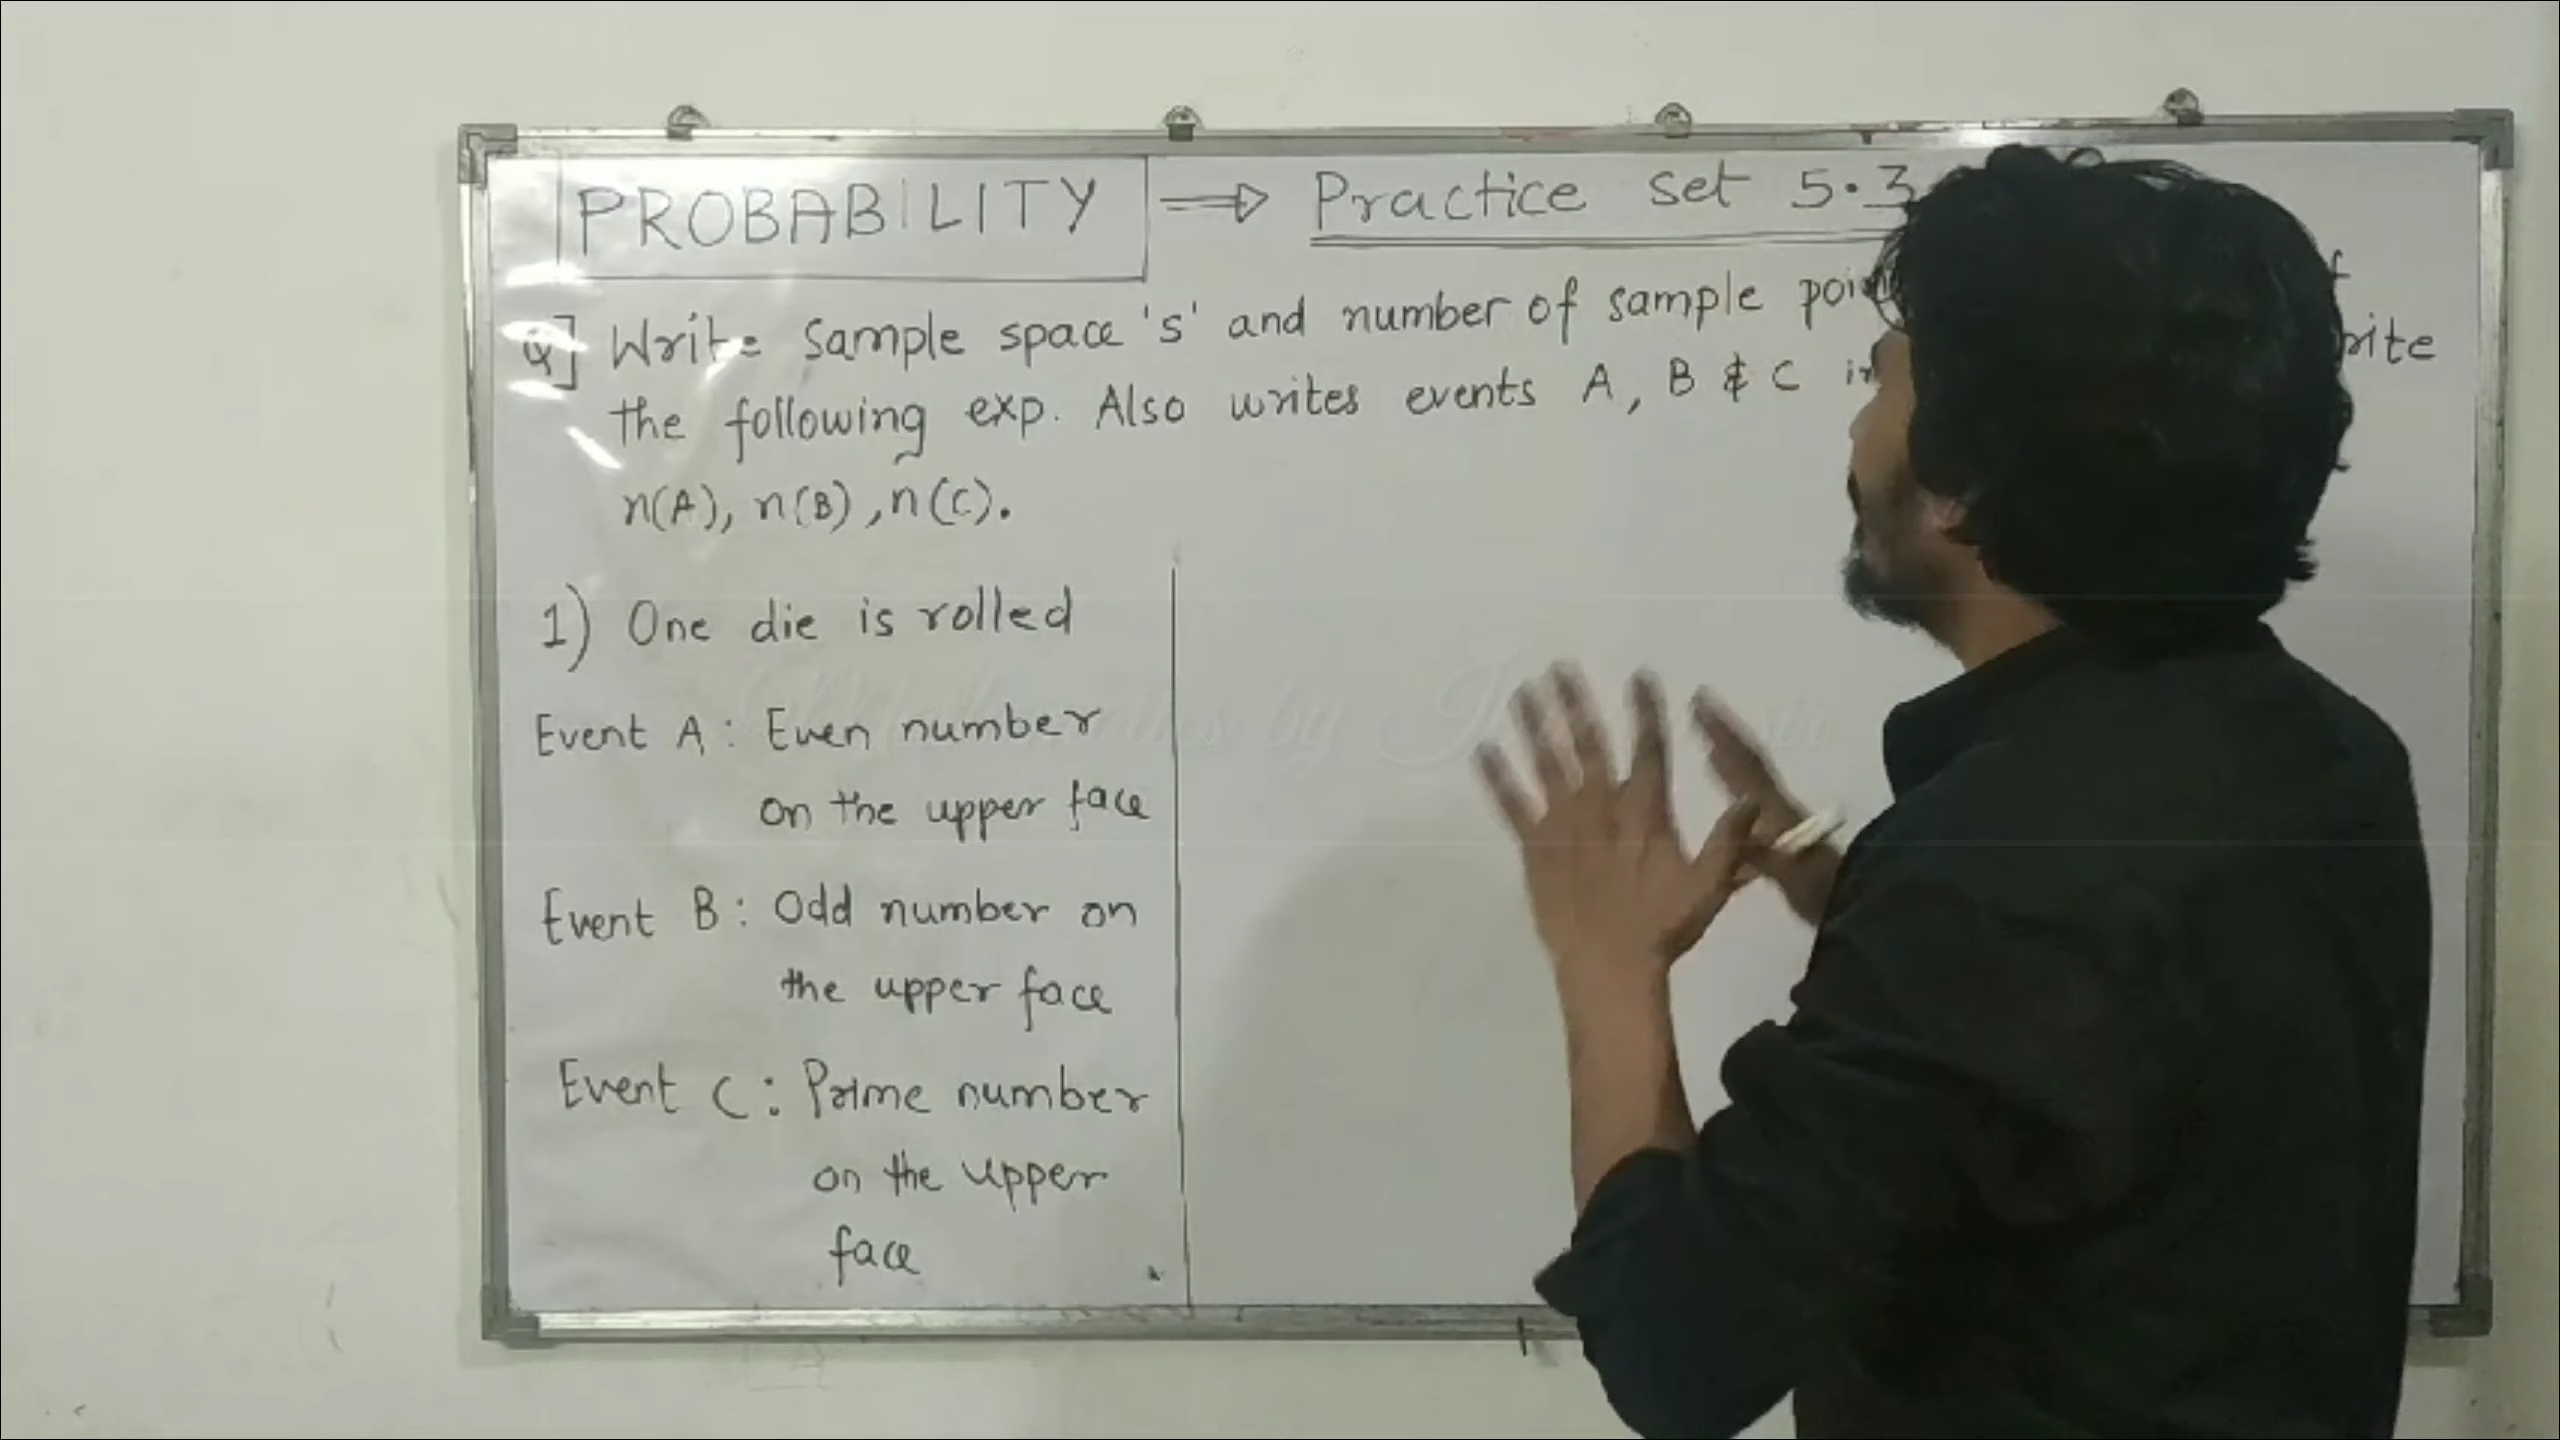 PROBABILITY ⇒ Practice set 5.3
Q] Write Sample space 's' and number of sample
the following exp. Also writes events A, B & C
n(A), n(B), n(C).
1) One die is rolled
Event A: Even number
on the upper face
Event B: Odd number on
the upper face
Event C: Prime number
on the upper
face